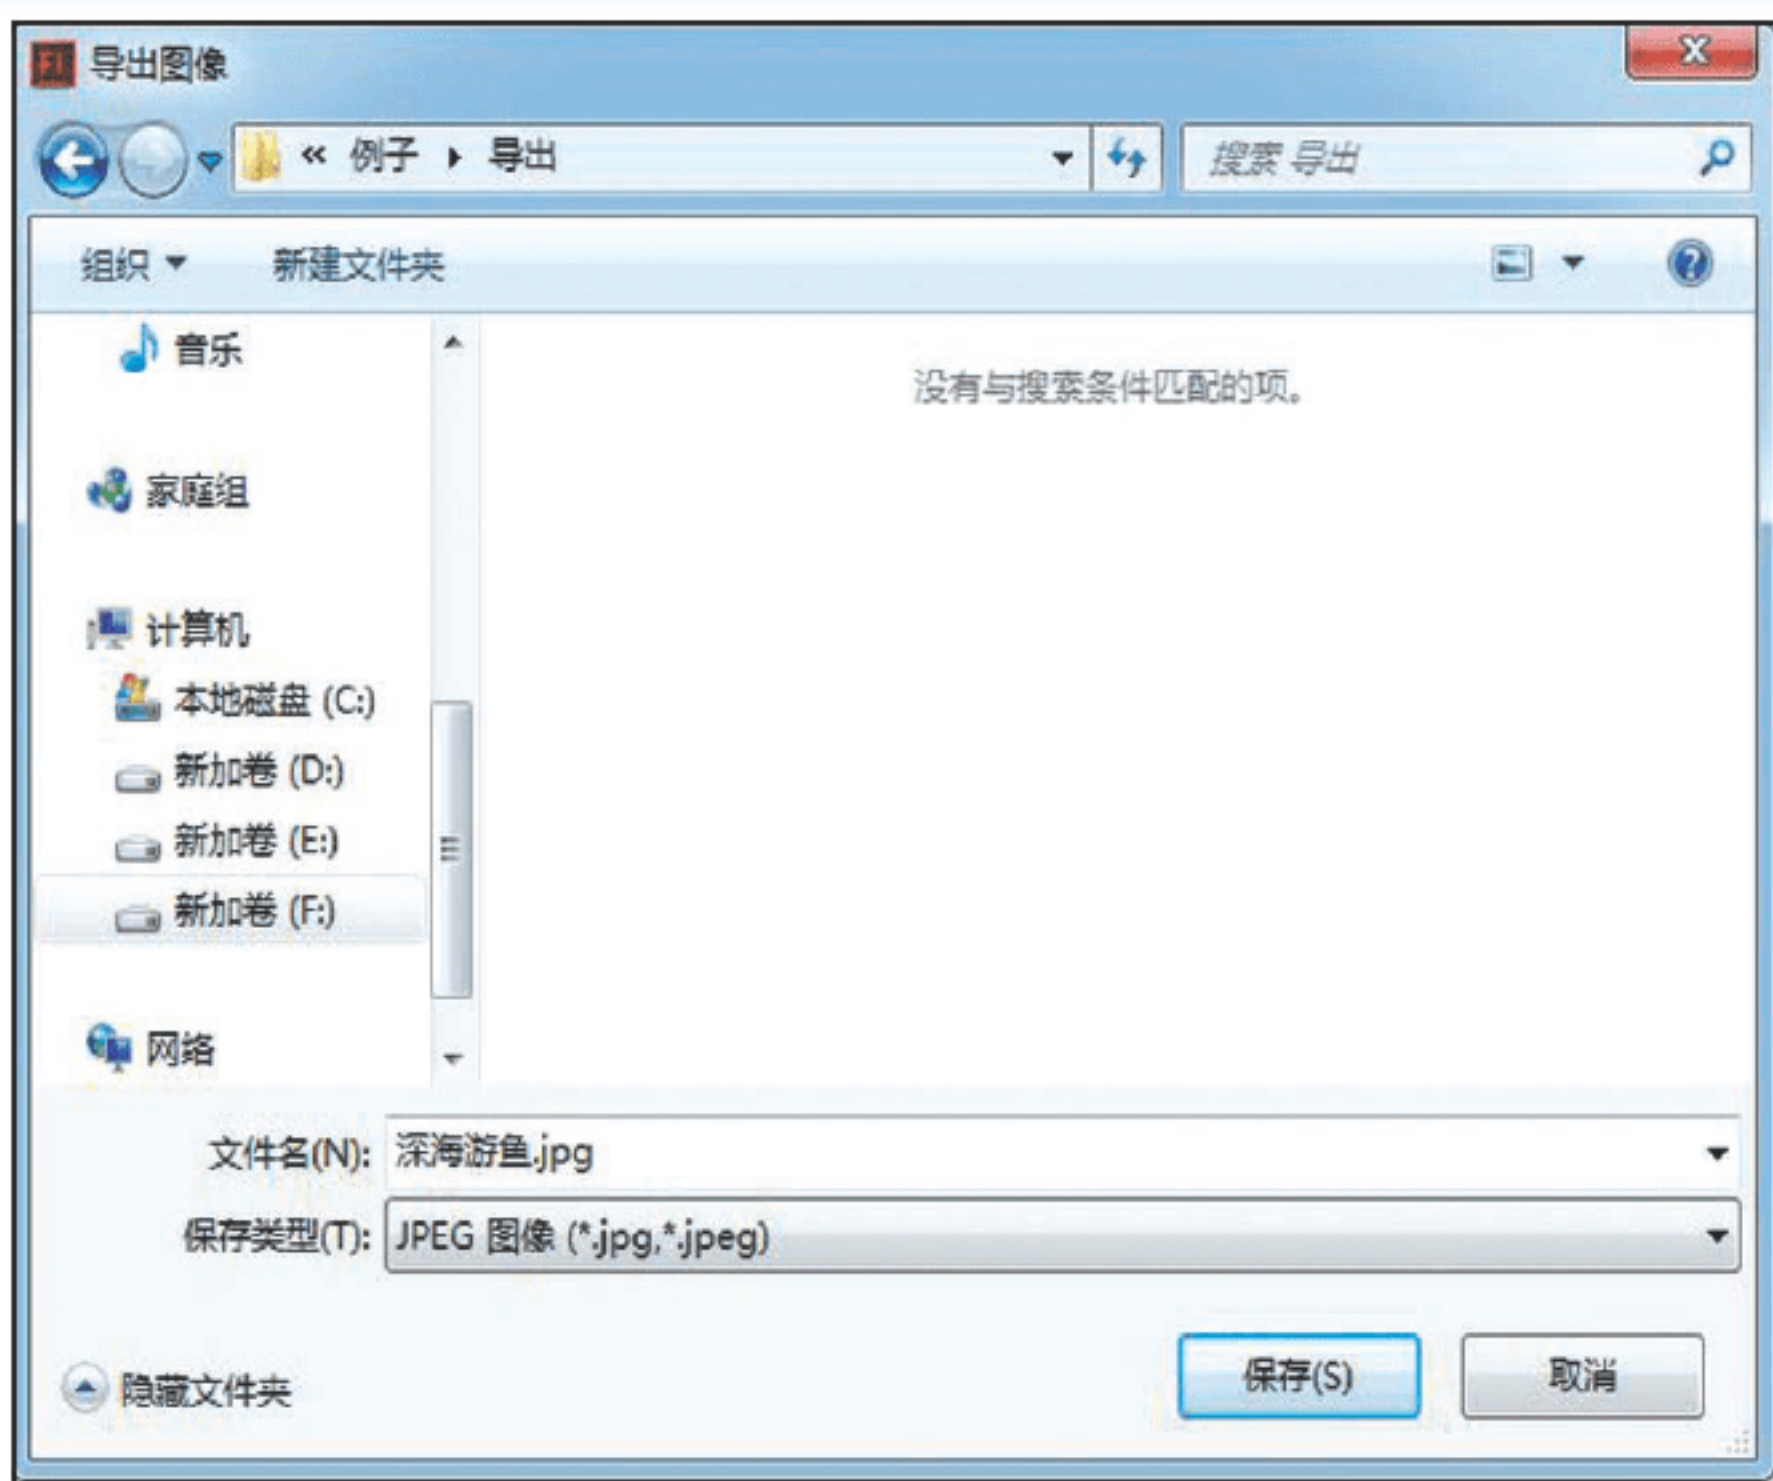 导出图像
« 例子 ▸ 导出
搜索 导出
组织 新建文件夹
音乐
没有与搜索条件匹配的项。
家庭组
计算机
本地磁盘 (C:)
新加卷 (D:)
新加卷 (E:)
新加卷 (F:)
网络
文件名(N): 深海游鱼.jpg
保存类型(T): JPEG 图像 (*.jpg,*.jpeg)
隐藏文件夹
保存(S)
取消